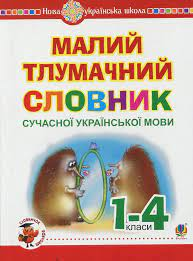 Нова українська школа
МАЛИЙ
ТЛУМАЧНИЙ
СЛОВНИК
СУЧАСНОЇ УКРАЇНСЬКОЇ МОВИ
1-4
класи